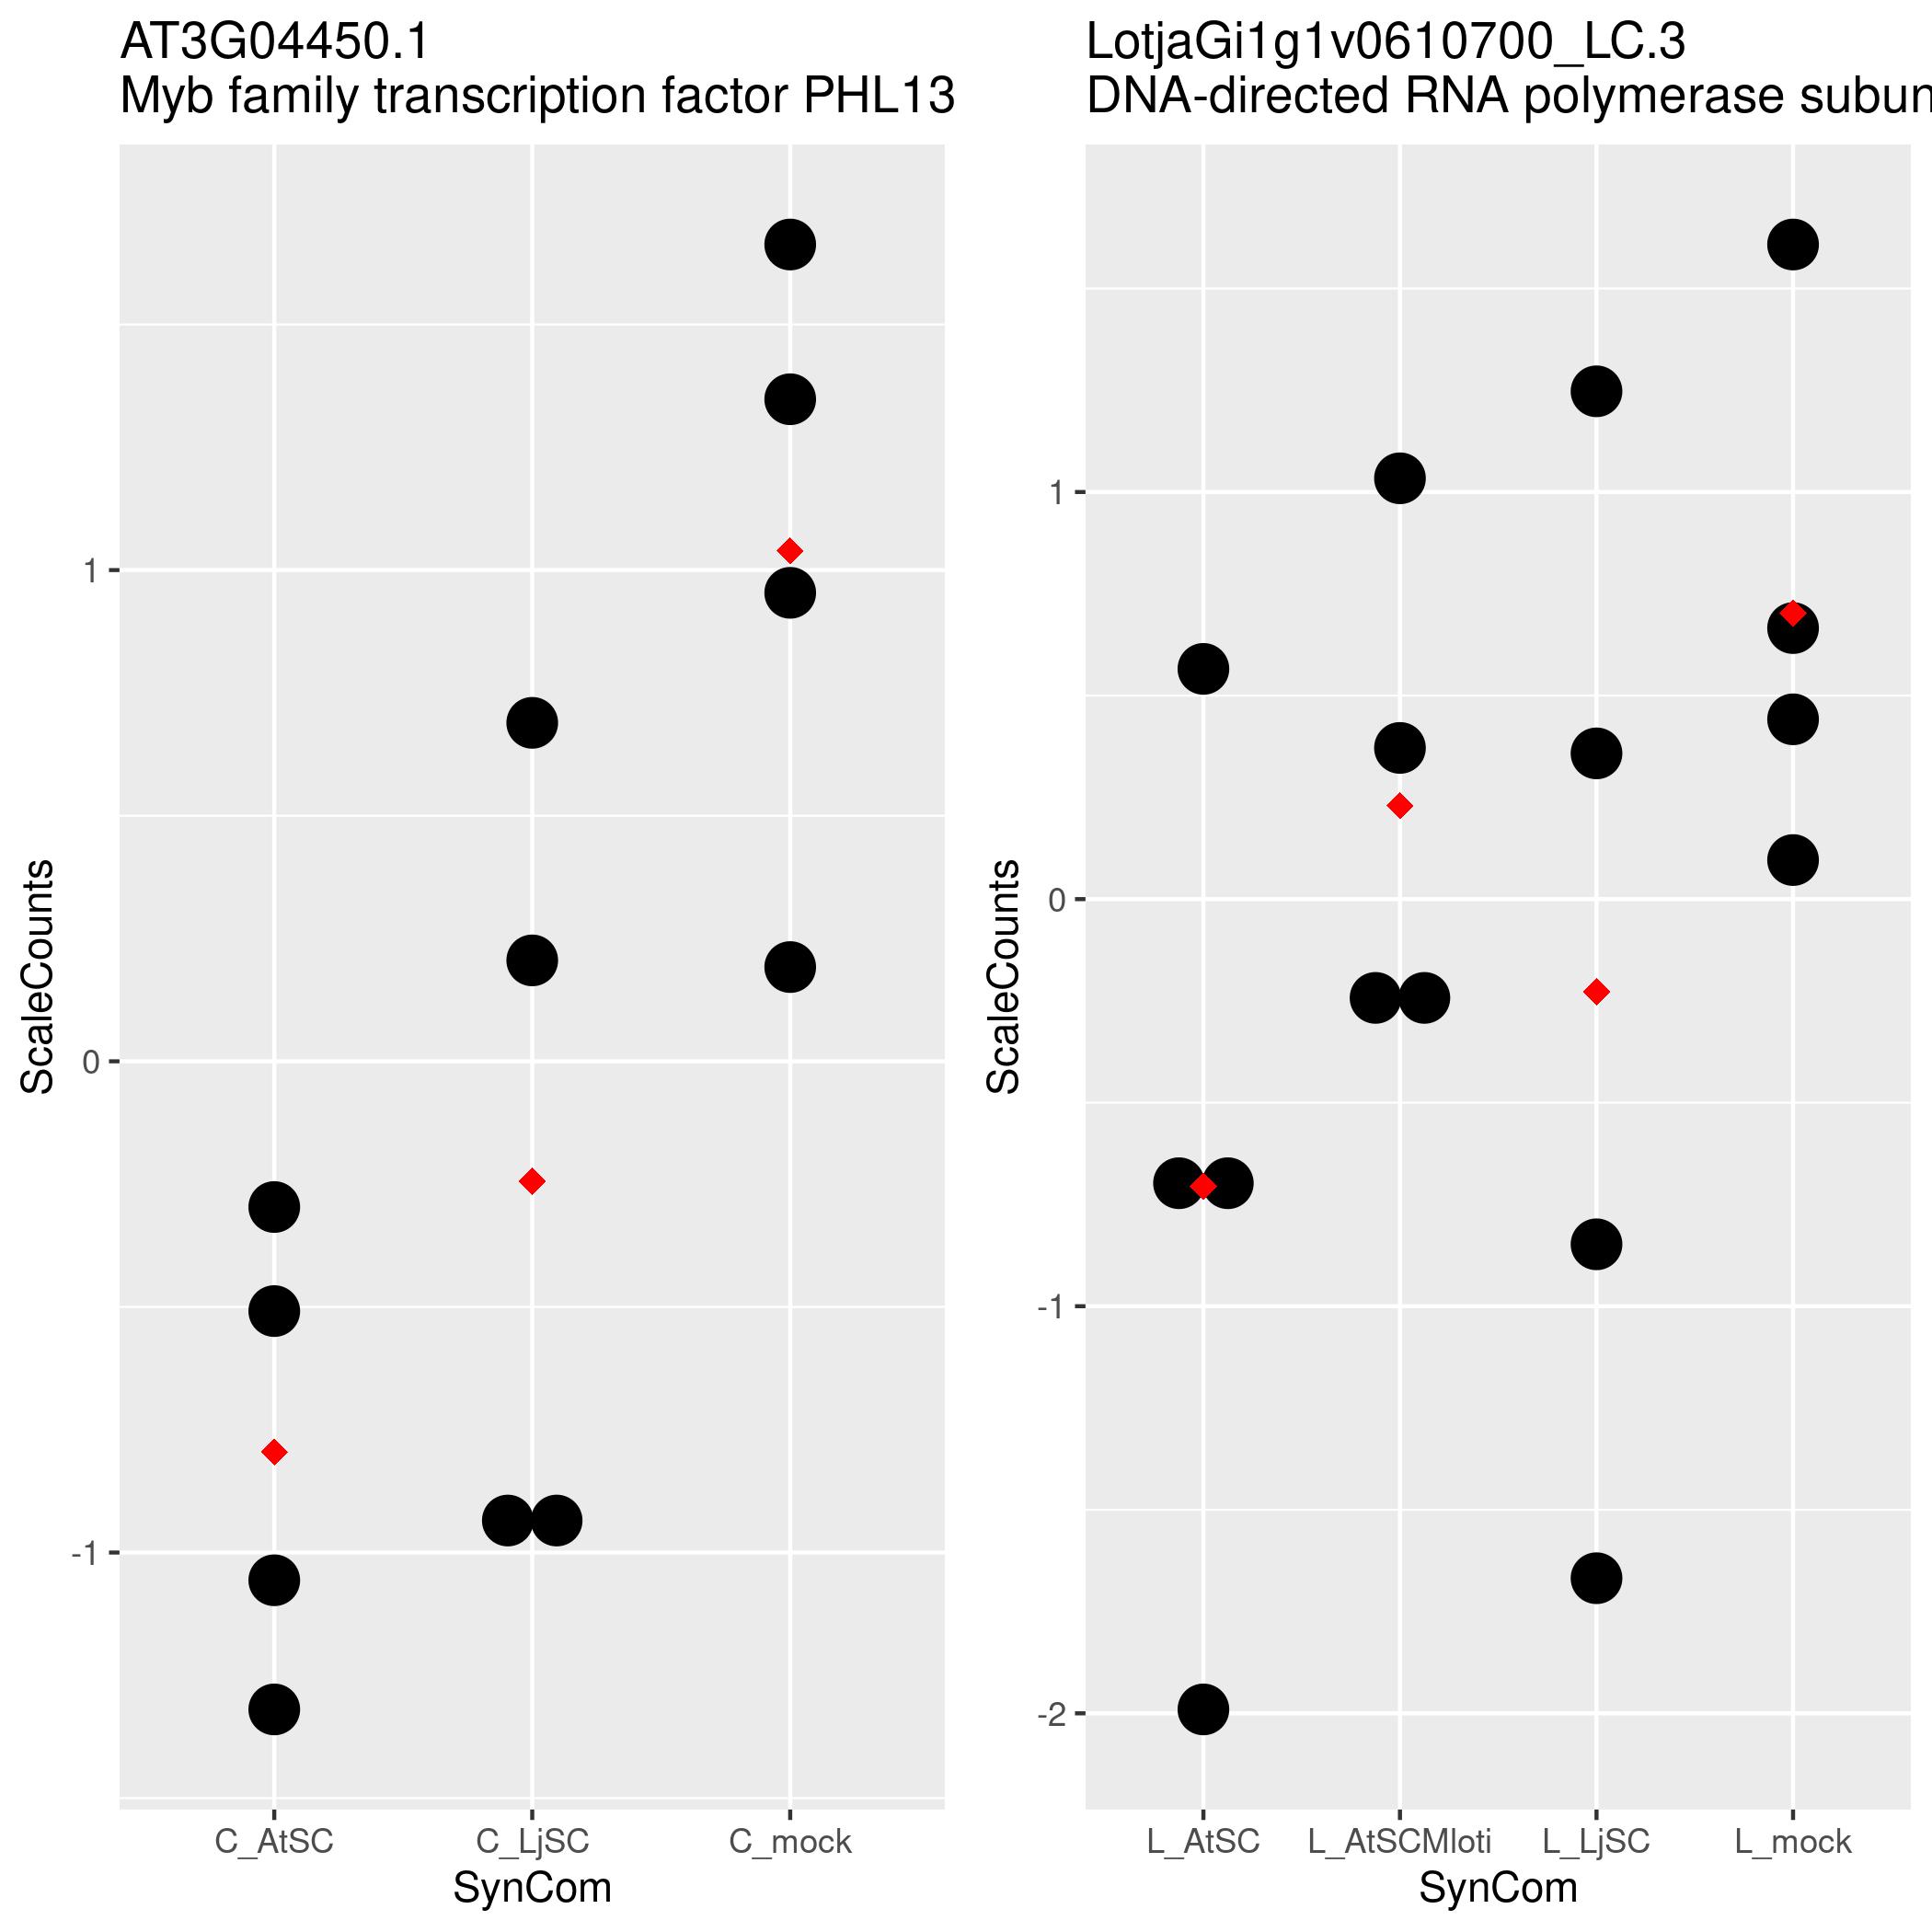 AT3G04450.1
Myb family transcription factor PHL13
ScaleCounts
1
0
-1
C_AtSC C_LjSC C_mock
SynCom
LotjaGi1g1v0610700_LC.3
DNA-directed RNA polymerase subun
ScaleCounts
1
0
-1
-2
L_AtSC L_AtSCMloti L_LjSC L_mock
SynCom